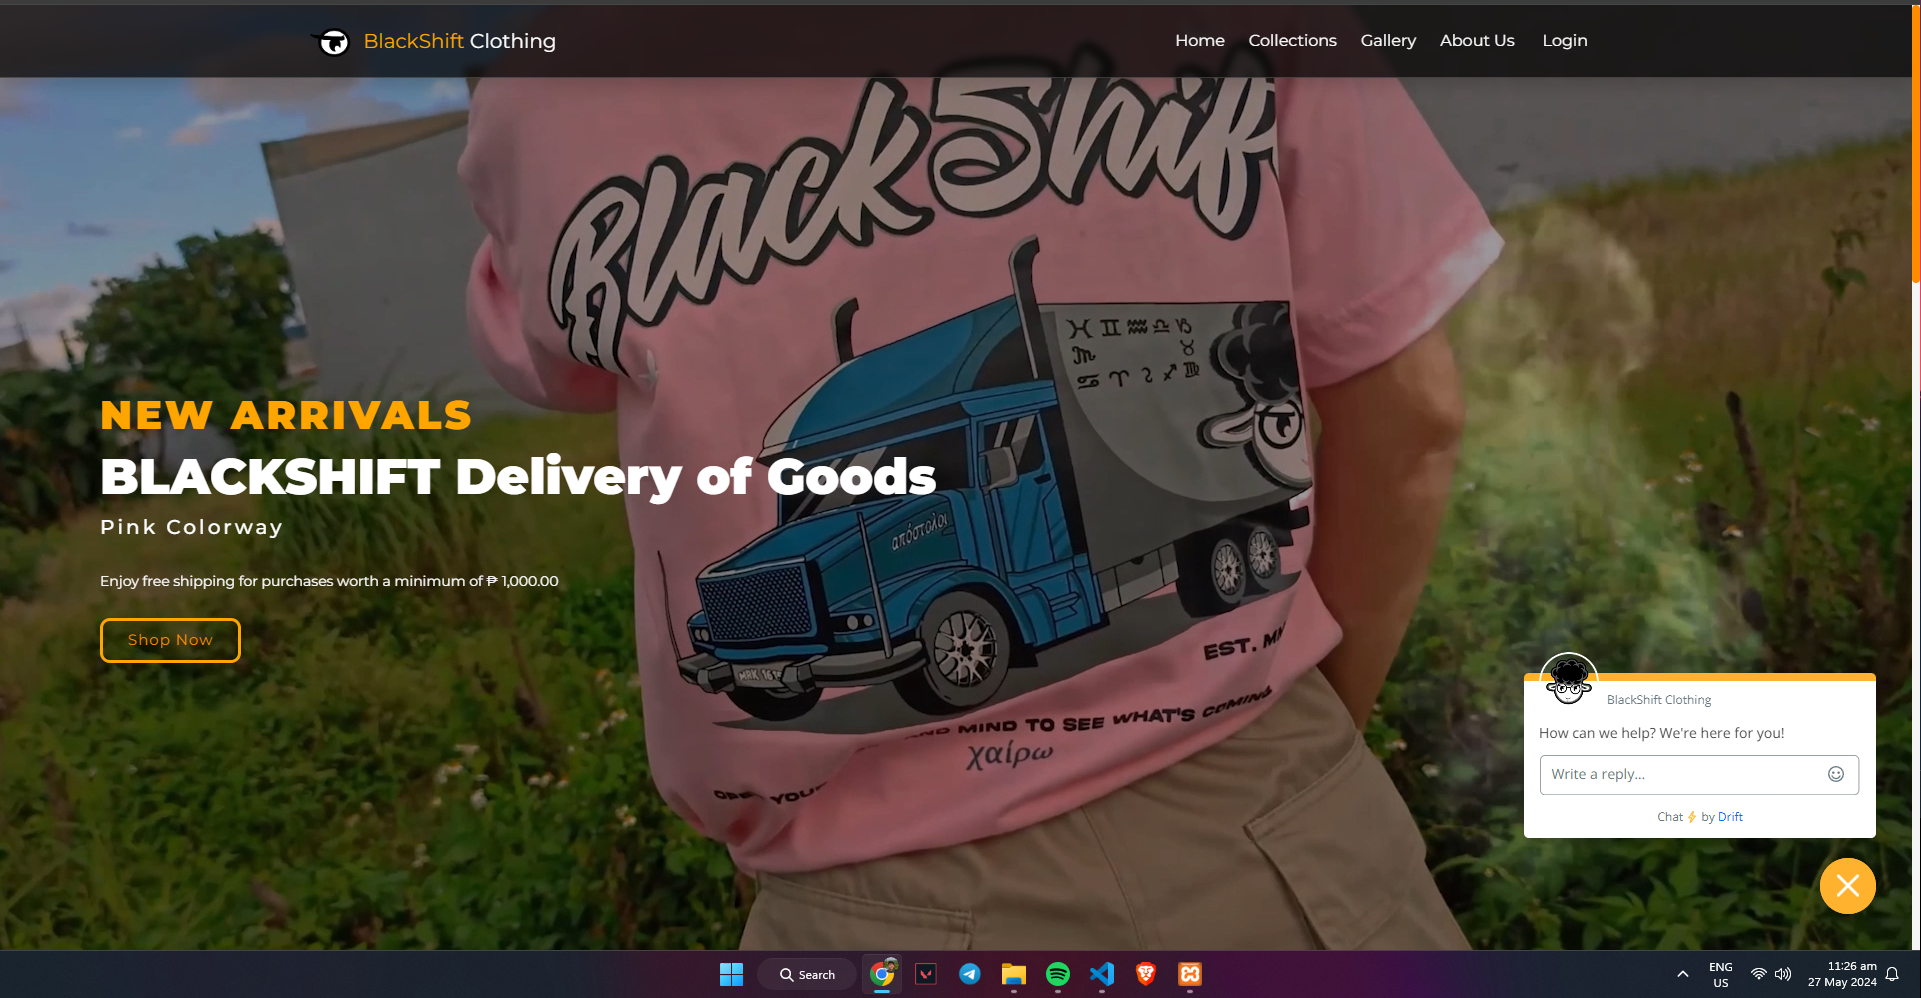 BlackShift Clothing
Home
Collections
Gallery
About Us
Login
BlackShift
NEW ARRIVALS
BLACKSHIFT Delivery of Goods
Pink Colorway
Enjoy free shipping for purchases worth a minimum of ₱ 1,000.00
Shop Now
απόστολοι
EST.
MIND TO SEE WHAT'S COMING
χαίρω
BlackShift Clothing
How can we help? We're here for you!
Write a reply...
Chat ⚡ by Drift
Search
ENG
US
11:26 am
27 May 2024